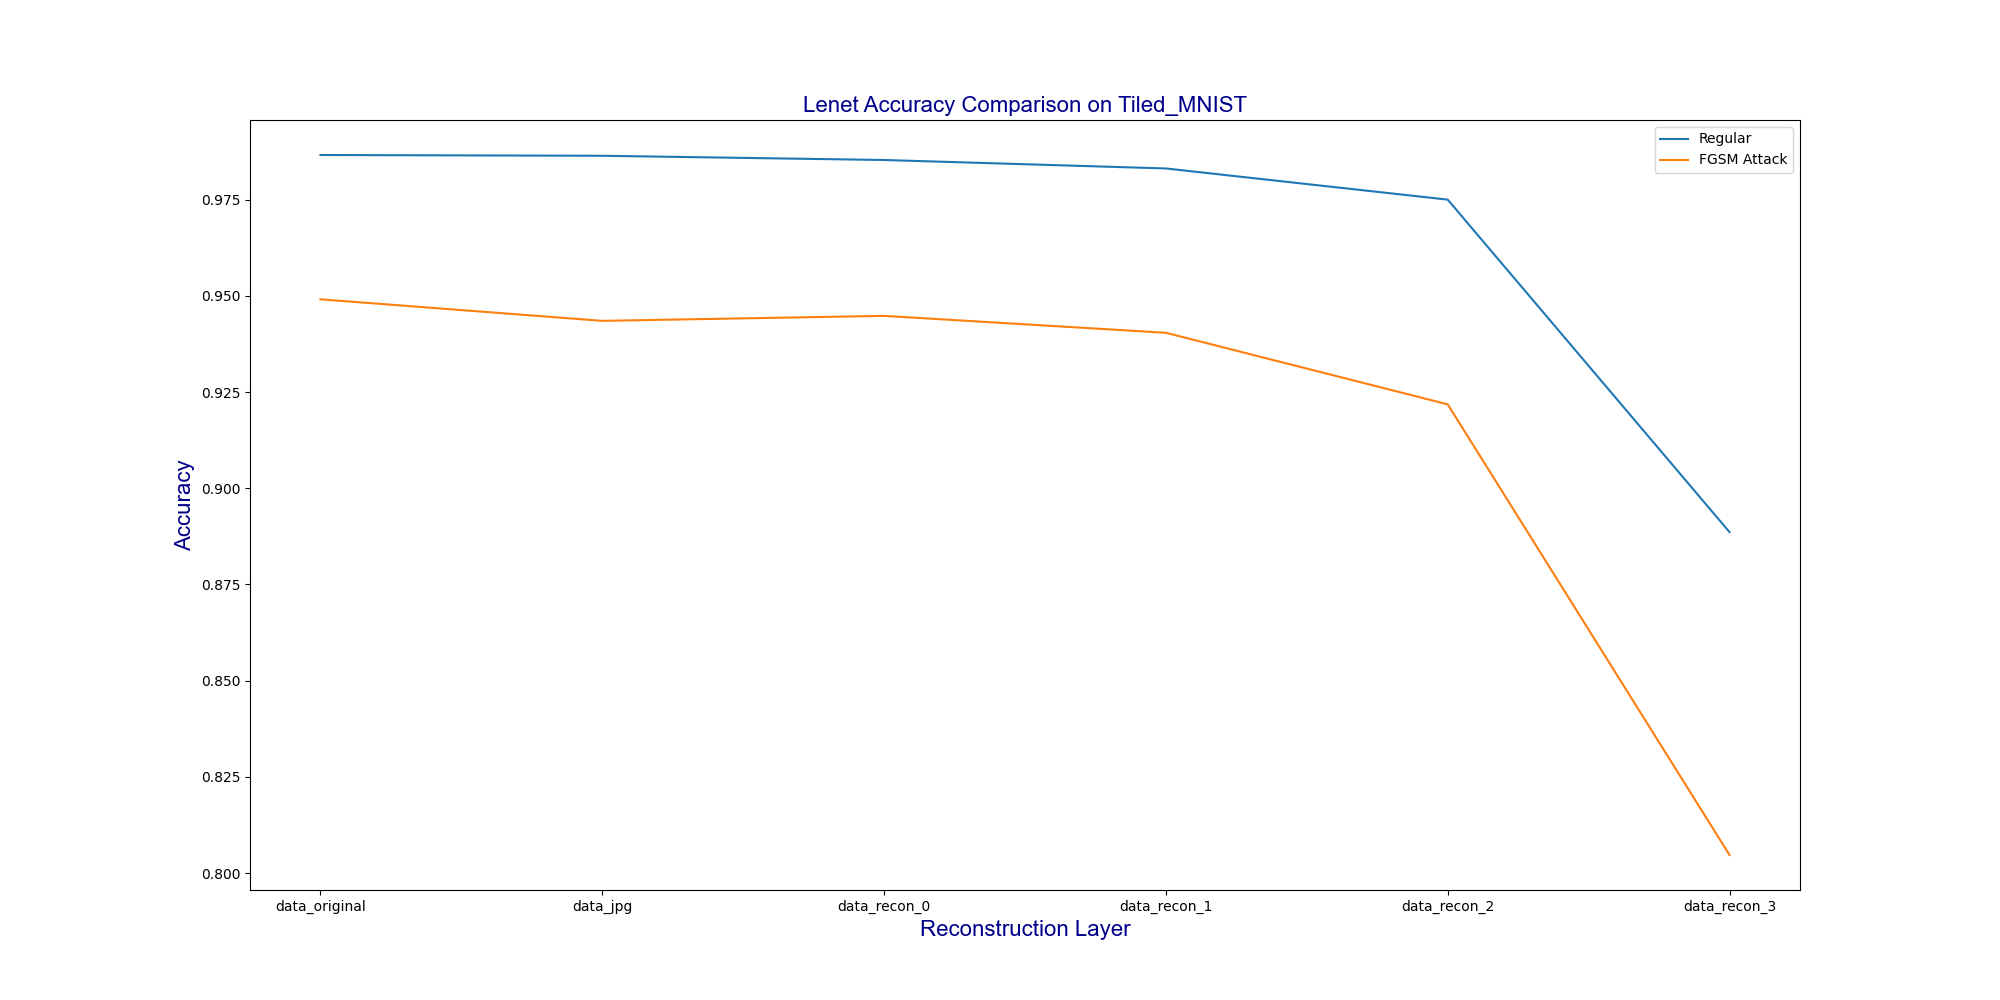 Lenet Accuracy Comparison on Tiled_MNIST
Regular
FGSM Attack
0.975
0.950
0.925
0.900
0.875
0.850
0.825
0.800
Accuracy
data_original
data_jpg
data_recon_0
data_recon_1
data_recon_2
data_recon_3
Reconstruction Layer